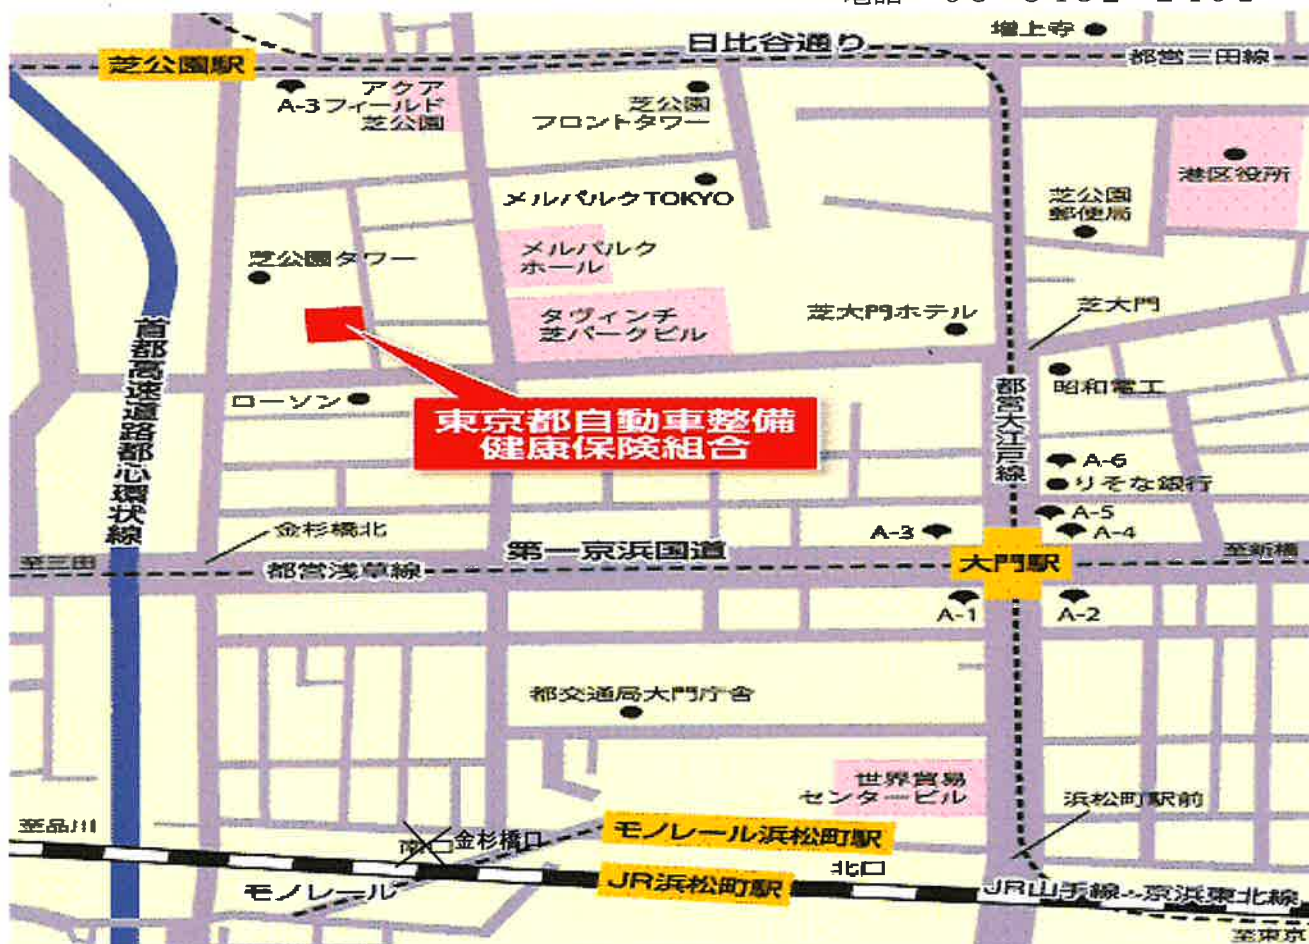 日比谷通り
増上寺
都営三田線
芝公園駅
A-3
アクア
フィールド
芝公園
芝公園
フロントタワー
港区役所
メルパルクTOKYO
芝公園
郵便局
メルパルク
ホール
芝公園タワー
ダヴィンチ
芝パークビル
芝大門ホテル
芝大門
首都高速道路都心環状線
都営大江戸線
昭和電工
ローソン
東京都自動車整備
健康保険組合
A-6
りそな銀行
A-5
A-3
A-4
金杉橋北
第一京浜国道
至三田
都営浅草線
大門駅
至新橋
A-1
A-2
都交通局大門庁舎
世界貿易
センタービル
浜松町駅前
至品川
南口
金杉橋口
モノレール浜松町駅
北口
モノレール
JR浜松町駅
JR山手線・京浜東北線
至東京